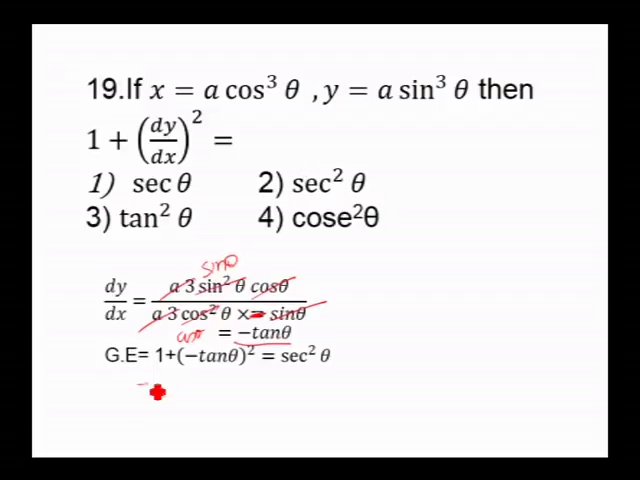 19.If x = a cos³ θ , y = a sin³ θ then
1 + (dy/dx)² =
1) sec θ 2) sec² θ
3) tan² θ 4) cose²θ
sinθ
dy/dx = a 3 sin² θ cosθ / a 3 cos² θ ×− sinθ
cosθ = −tanθ
G.E= 1+(−tanθ)² = sec² θ